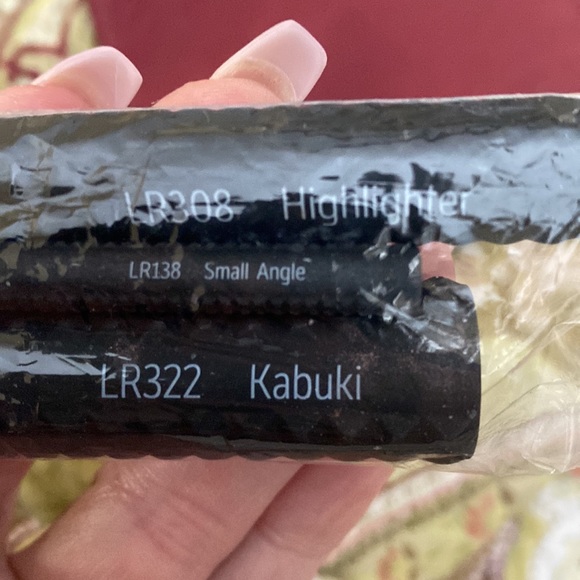 LR308 Highlighter
LR138 Small Angle
LR322 Kabuki